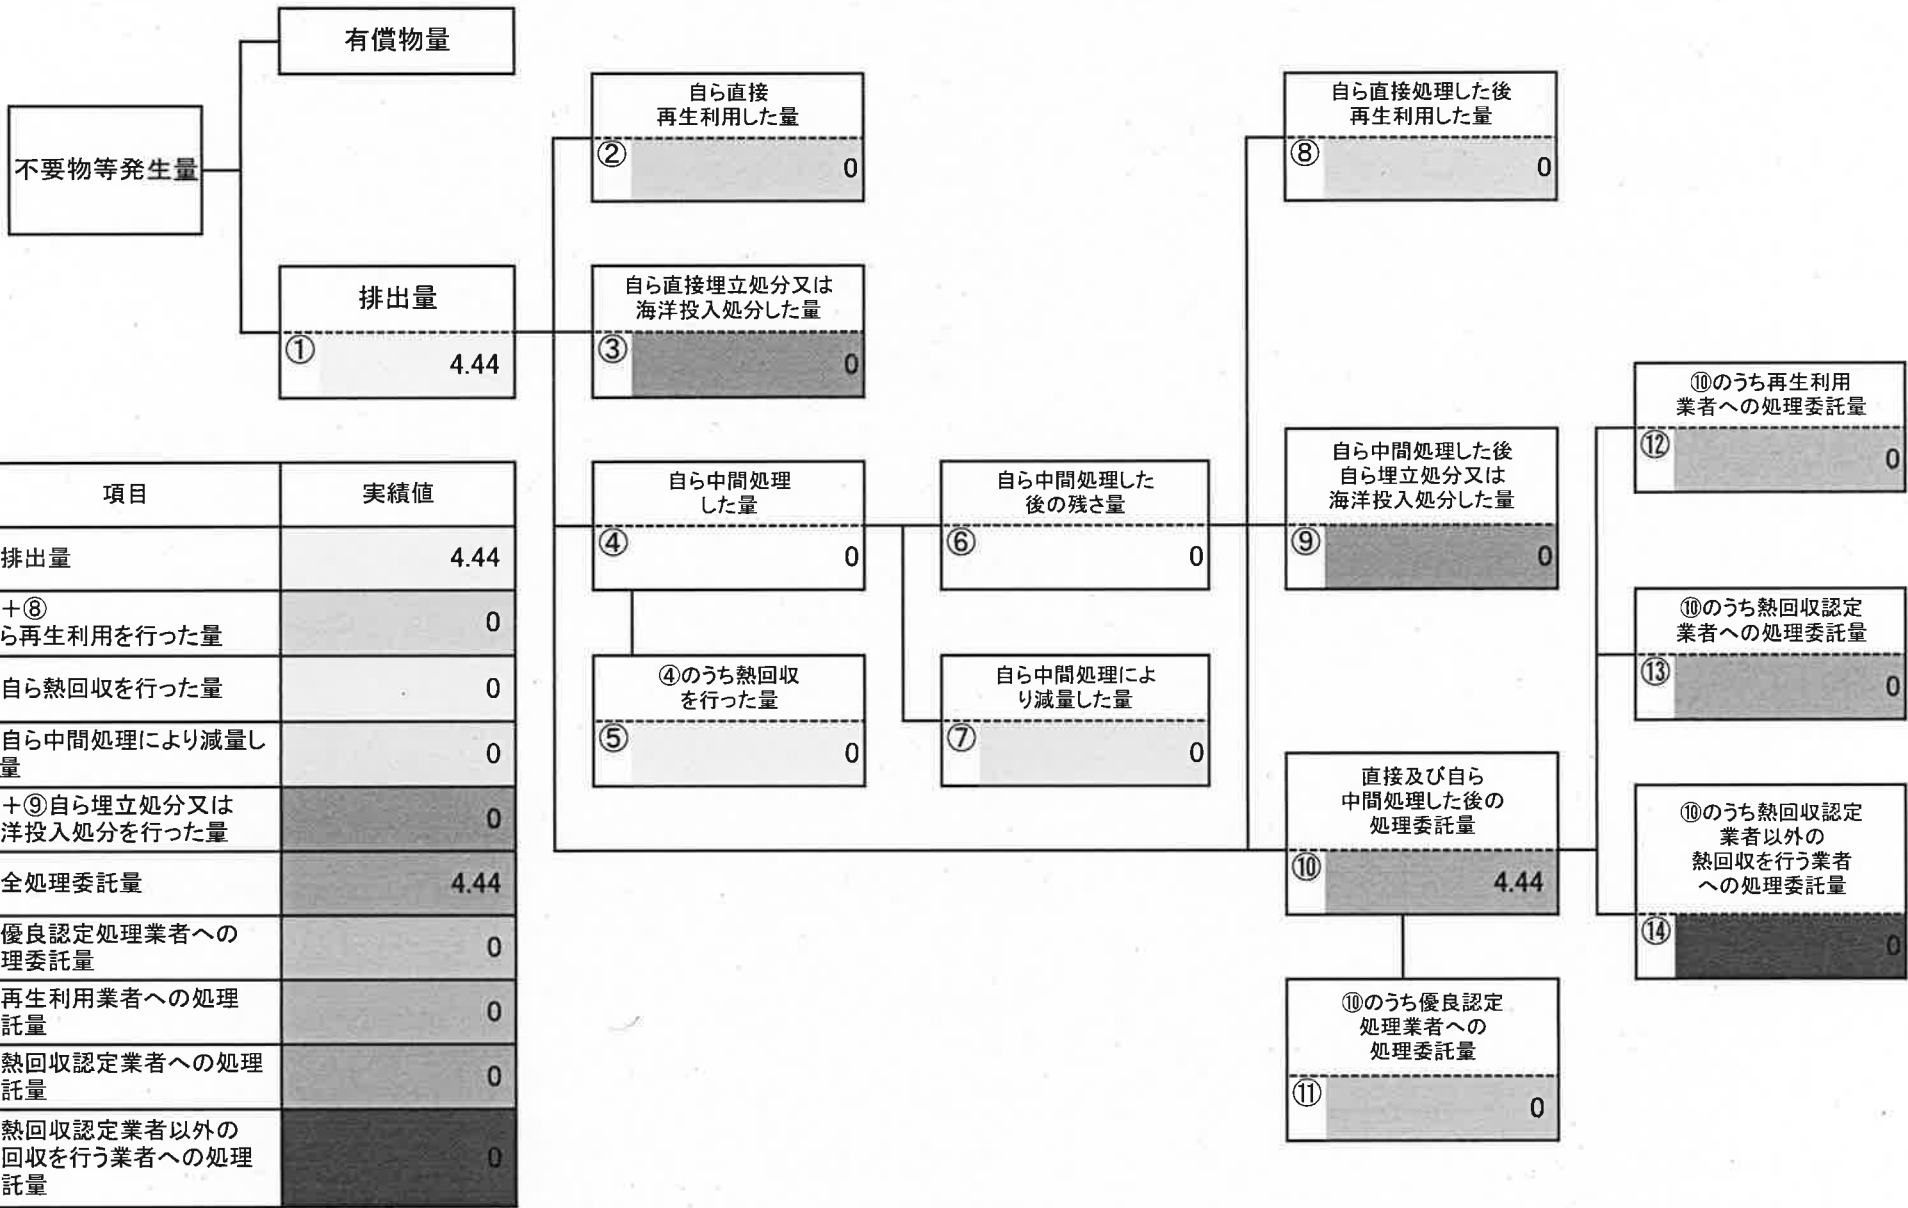 有償物量
不要物等発生量
排出量
①
4.44
自ら直接
再生利用した量
②
0
自ら直接埋立処分又は
海洋投入処分した量
③
0
自ら中間処理
した量
④
0
④のうち熱回収
を行った量
⑤
0
自ら中間処理した
後の残さ量
⑥
0
自ら中間処理によ
り減量した量
⑦
0
自ら直接処理した後
再生利用した量
⑧
0
自ら中間処理した後
自ら埋立処分又は
海洋投入処分した量
⑨
0
直接及び自ら
中間処理した後の
処理委託量
⑩
4.44
⑩のうち優良認定
処理業者への
処理委託量
⑪
0
⑩のうち再生利用
業者への処理委託量
⑫
0
⑩のうち熱回収認定
業者への処理委託量
⑬
0
⑩のうち熱回収認定
業者以外の
熱回収を行う業者
への処理委託量
⑭
0
項目 実績値
排出量 4.44
+⑧
ら再生利用を行った量 0
自ら熱回収を行った量 0
自ら中間処理により減量し
量 0
+⑨自ら埋立処分又は
洋投入処分を行った量 0
全処理委託量 4.44
優良認定処理業者への
理委託量 0
再生利用業者への処理
託量 0
熱回収認定業者への処理
託量 0
熱回収認定業者以外の
回収を行う業者への処理
託量 0